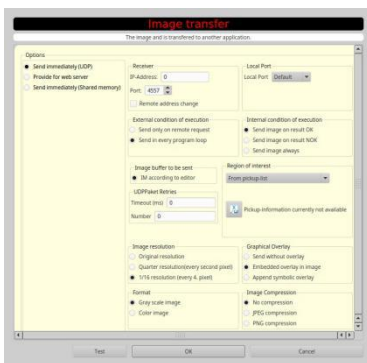 Image transfer
The image and is transfered to another application.
Options
Send immediately (UDP)
Provide for web server
Send immediately (Shared memory)
Receiver
IP-Address: 0
Port: 4557
Remote address change
Local Port
Local Port Default
External condition of execution
Send only on remote request
Send in every program loop
Internal condition of execution
Send image on result OK
Send image on result NOK
Send image always
Image buffer to be sent
IM according to editor
Region of interest
From pickup-list
UDPPaket Retries
Timeout (ms) 0
Number 0
Pickup-information currently not available
Image resolution
Original resolution
Quarter resolution(every second pixel)
1/16 resolution (every 4. pixel)
Graphical Overlay
Send without overlay
Embedded overlay in image
Append symbolic overlay
Format
Gray scale image
Color image
Image Compression
No compression
JPEG compression
PNG compression
Test
OK
Cancel